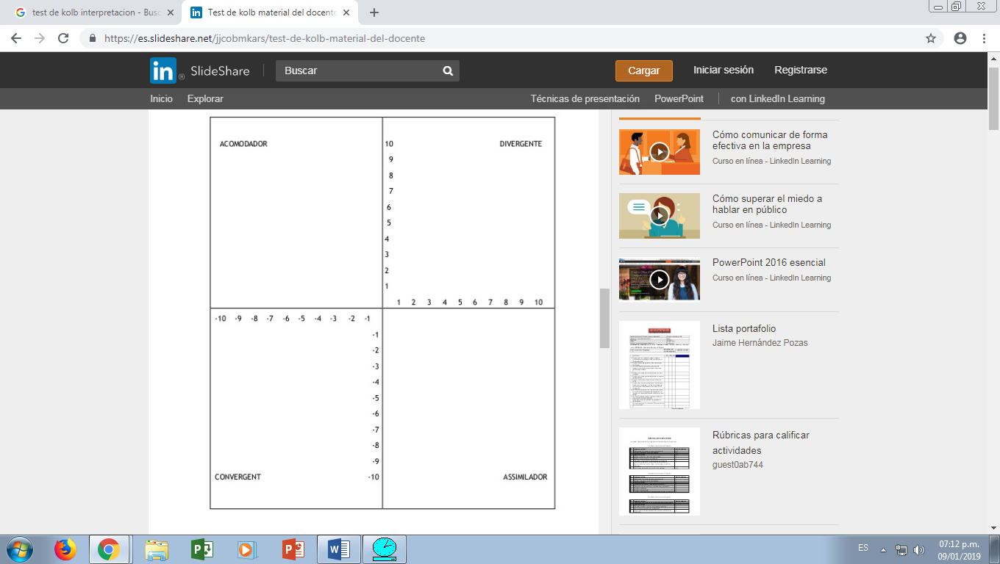 test de kolb interpretacion - Busc
Test de kolb material del docente
https://es.slideshare.net/jjcobmkars/test-de-kolb-material-del-docente
in ® SlideShare
Buscar
Cargar
Iniciar sesión
Registrarse
Inicio
Explorar
Técnicas de presentación
PowerPoint
con LinkedIn Learning
ACOMODADOR
DIVERGENTE
10
9
8
7
6
5
4
3
2
1
1 2 3 4 5 6 7 8 9 10
-10 -9 -8 -7 -6 -5 -4 -3 -2 -1
-1
-2
-3
-4
-5
-6
-7
-8
-9
-10
CONVERGENT
ASSIMILADOR
Cómo comunicar de forma
efectiva en la empresa
Curso en línea - LinkedIn Learning
Cómo superar el miedo a
hablar en público
Curso en línea - LinkedIn Learning
PowerPoint 2016 esencial
Curso en línea - LinkedIn Learning
Lista portafolio
Jaime Hernández Pozas
Rúbricas para calificar
actividades
guest0ab744
ES
07:12 p.m.
09/01/2019